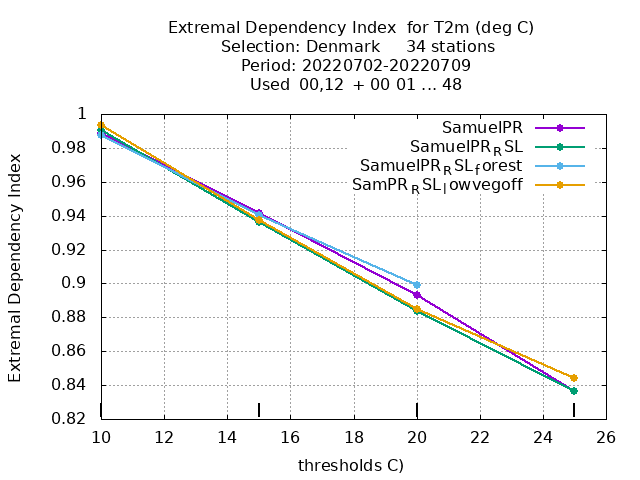 Extremal Dependency Index  for T2m (deg C)
Selection: Denmark     34 stations
Period: 20220702-20220709
Used  00,12  + 00 01 ... 48
Extremal Dependency Index
1
0.98
0.96
0.94
0.92
0.9
0.88
0.86
0.84
0.82
SamuelPR
SamuelPR_RSL
SamuelPR_RSL_forest
SamPR_RSL_lowvegoff
10 12 14 16 18 20 22 24 26
thresholds C)